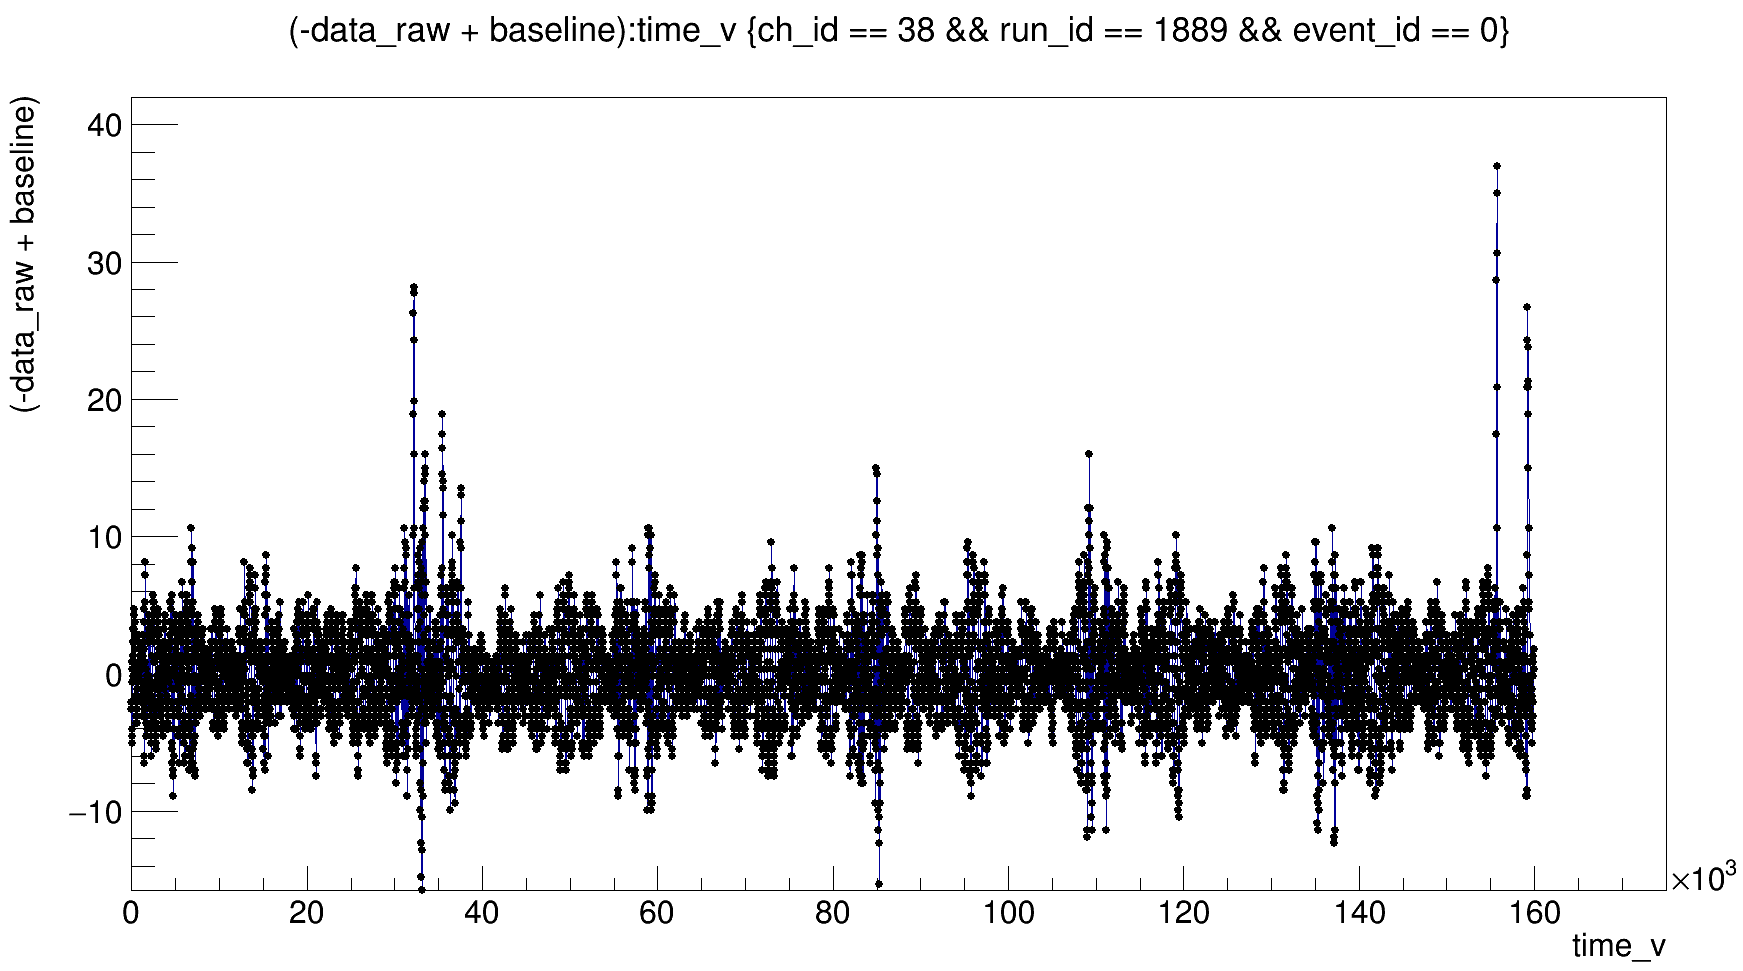 (-data_raw + baseline):time_v {ch_id == 38 && run_id == 1889 && event_id == 0}
(-data_raw + baseline)
40
30
20
10
0
−10
0 20 40 60 80 100 120 140 160
×10³
time_v